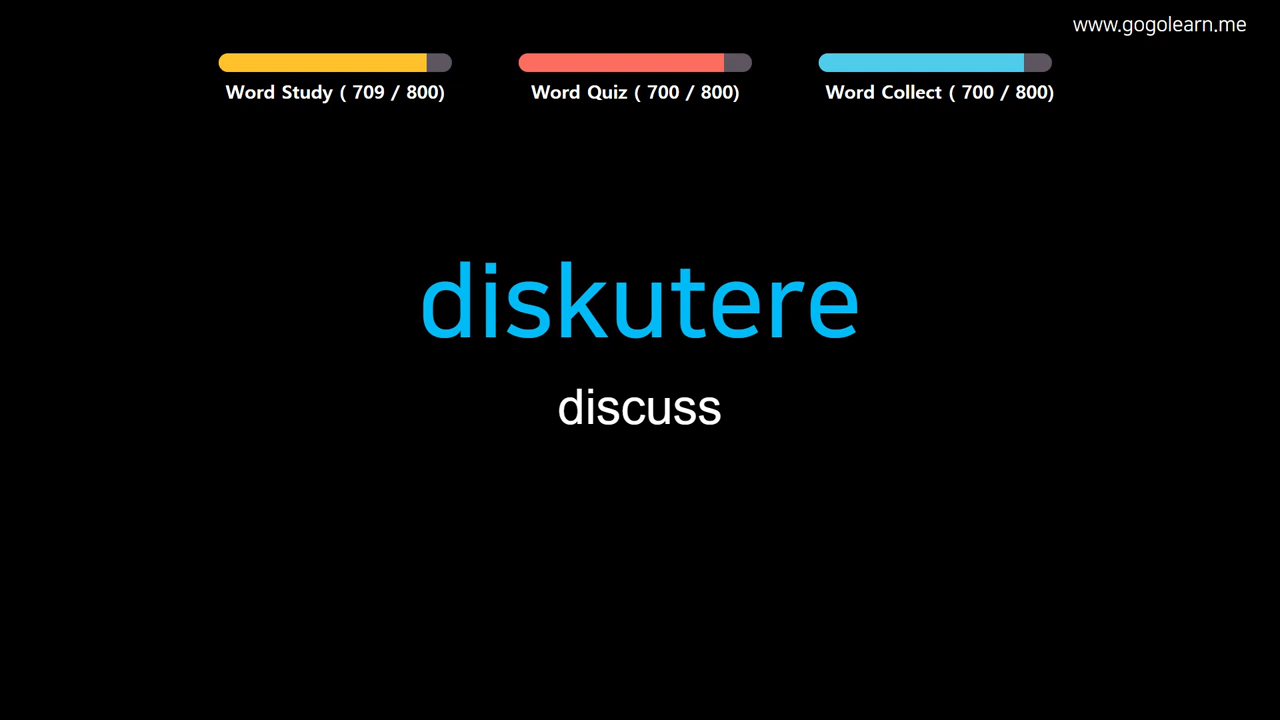 www.gogolearn.me
Word Study ( 709 / 800)
Word Quiz ( 700 / 800)
Word Collect ( 700 / 800)
diskutere
discuss